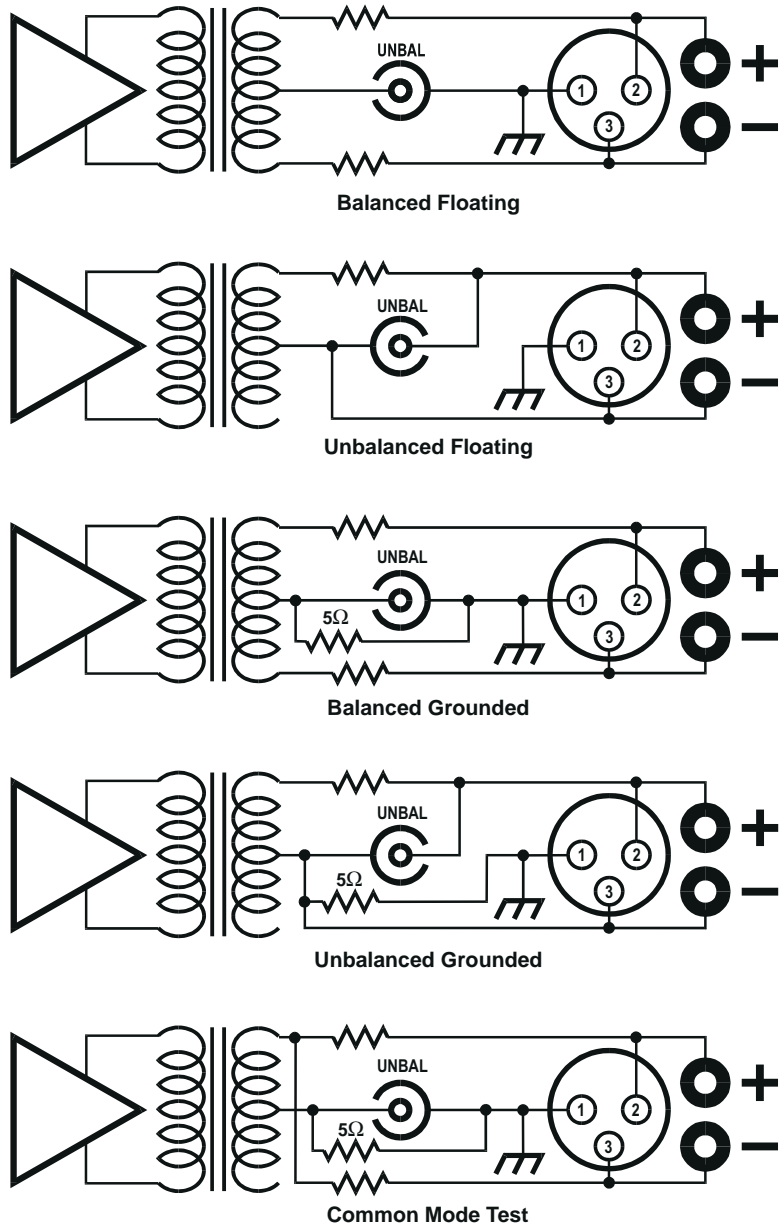 UNBAL
1 2 +
3 −
Balanced Floating
UNBAL
1 2 +
3 −
Unbalanced Floating
UNBAL
1 2 +
5Ω
3 −
Balanced Grounded
UNBAL
1 2 +
5Ω
3 −
Unbalanced Grounded
UNBAL
1 2 +
5Ω
3 −
Common Mode Test